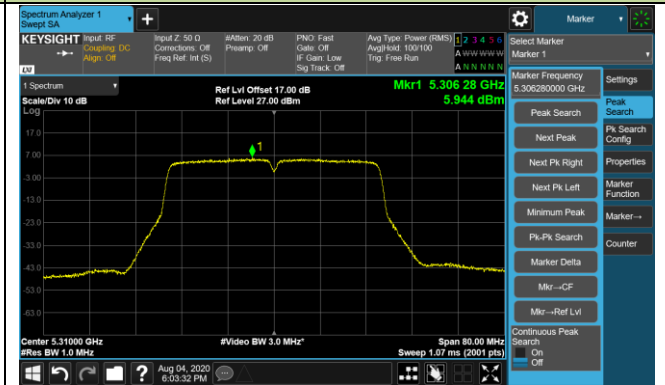 Spectrum Analyzer 1
Swept SA
Marker
KEYSIGHT
Input: RF
Coupling: DC
Align: Off
Input Z: 50 Ω
Corrections: Off
Freq Ref: Int (S)
#Atten: 20 dB
Preamp: Off
PNO: Fast
Gate: Off
IF Gain: Low
Sig Track: Off
Avg Type: Power (RMS)
Avg|Hold: 100/100
Trig: Free Run
1 2 3 4 5 6
A W W W W W
A N N N N N
LXI
1 Spectrum
Scale/Div 10 dB
Log
Ref Lvl Offset 17.00 dB
Ref Level 27.00 dBm
Mkr1 5.306 28 GHz
5.944 dBm
17.0
7.00
-3.00
-13.0
-23.0
-33.0
-43.0
-53.0
-63.0
1
Center 5.31000 GHz
#Res BW 1.0 MHz
#Video BW 3.0 MHz*
Span 80.00 MHz
Sweep 1.07 ms (2001 pts)
Select Marker
Marker 1
Marker Frequency
5.306280000 GHz
Peak Search
Next Peak
Next Pk Right
Next Pk Left
Minimum Peak
Pk-Pk Search
Marker Delta
Mkr→CF
Mkr→Ref Lvl
Continuous Peak
Search
On
Off
Settings
Peak
Search
Pk Search
Config
Properties
Marker
Function
Marker→
Counter
Aug 04, 2020
6:03:32 PM